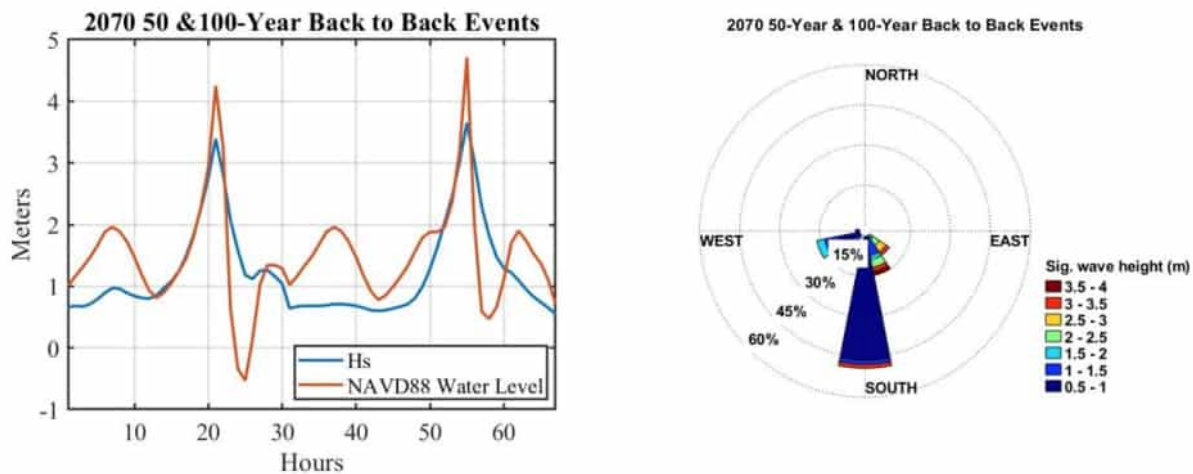 2070 50 &100-Year Back to Back Events
5
4
3
2
1
0
-1
Meters
10
20
30
40
50
60
Hours
Hs
NAVD88 Water Level
2070 50-Year & 100-Year Back to Back Events
NORTH
WEST
EAST
15%
30%
45%
60%
SOUTH
Sig. wave height (m)
3.5 - 4
3 - 3.5
2.5 - 3
2 - 2.5
1.5 - 2
1 - 1.5
0.5 - 1